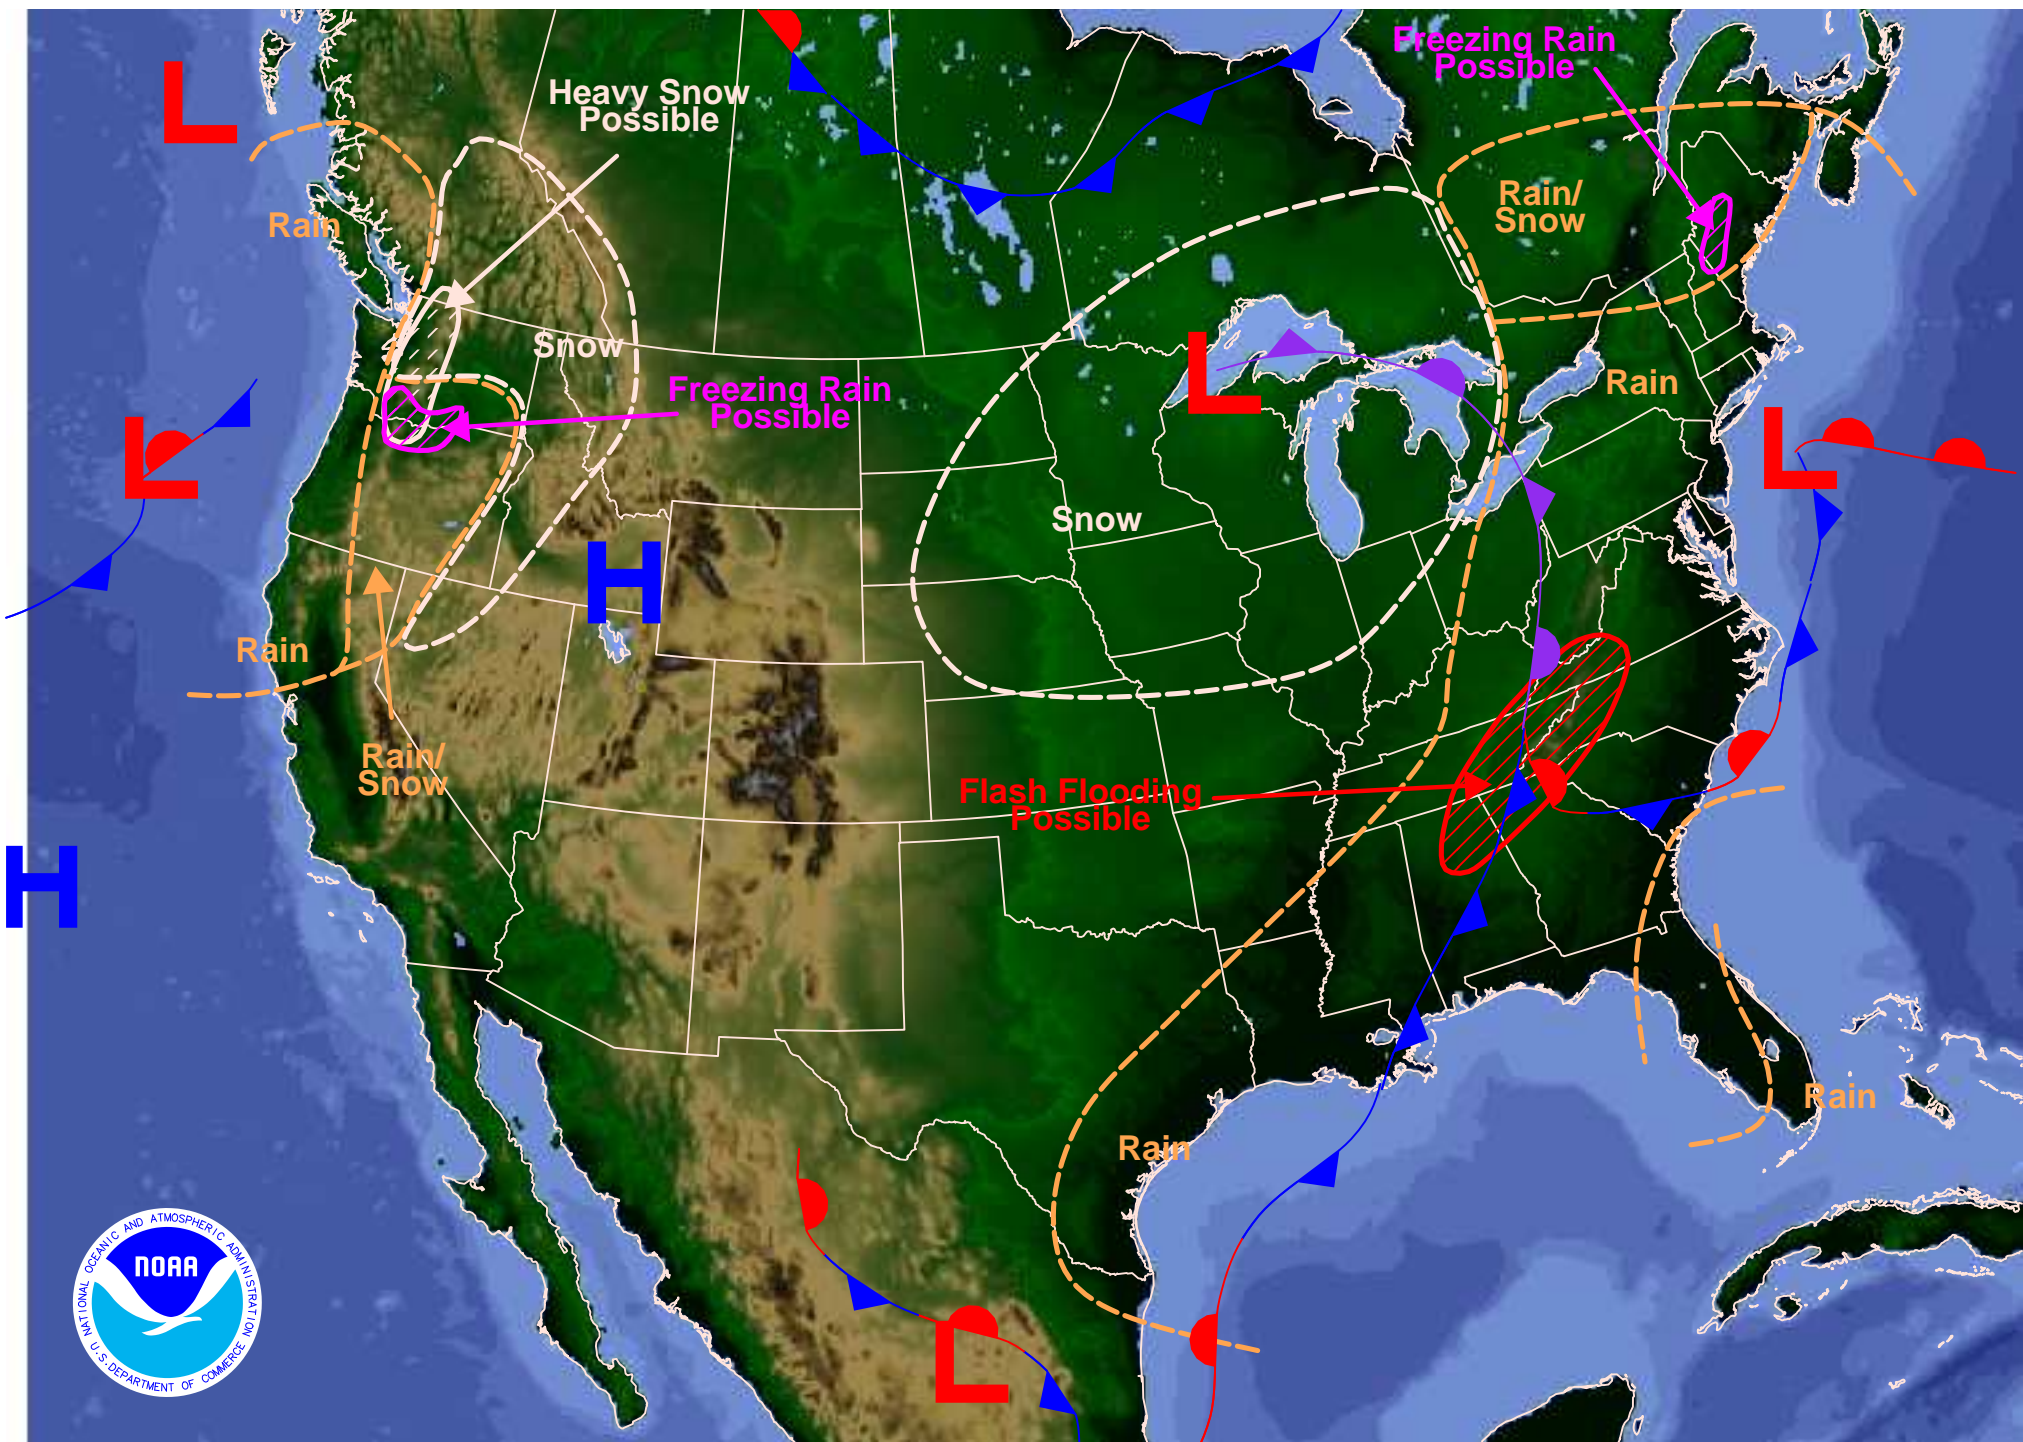 Freezing Rain
Possible
L
Heavy Snow
Possible
Rain/
Snow
Rain
Snow
L
Rain
Freezing Rain
Possible
L
L
Snow
H
Rain
Rain/
Snow
Flash Flooding
Possible
H
Rain
Rain
L
NATIONAL OCEANIC AND ATMOSPHERIC ADMINISTRATION
NOAA
U.S. DEPARTMENT OF COMMERCE